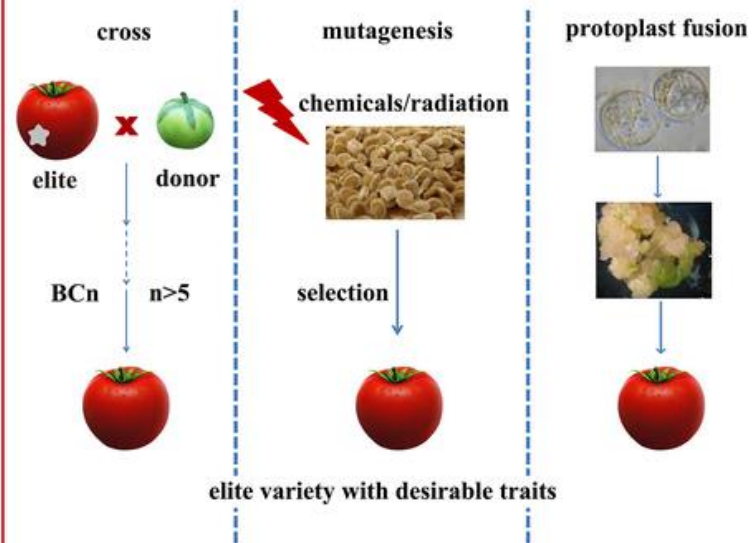 cross
mutagenesis
protoplast fusion
x
chemicals/radiation
elite donor
BCn n>5
selection
elite variety with desirable traits